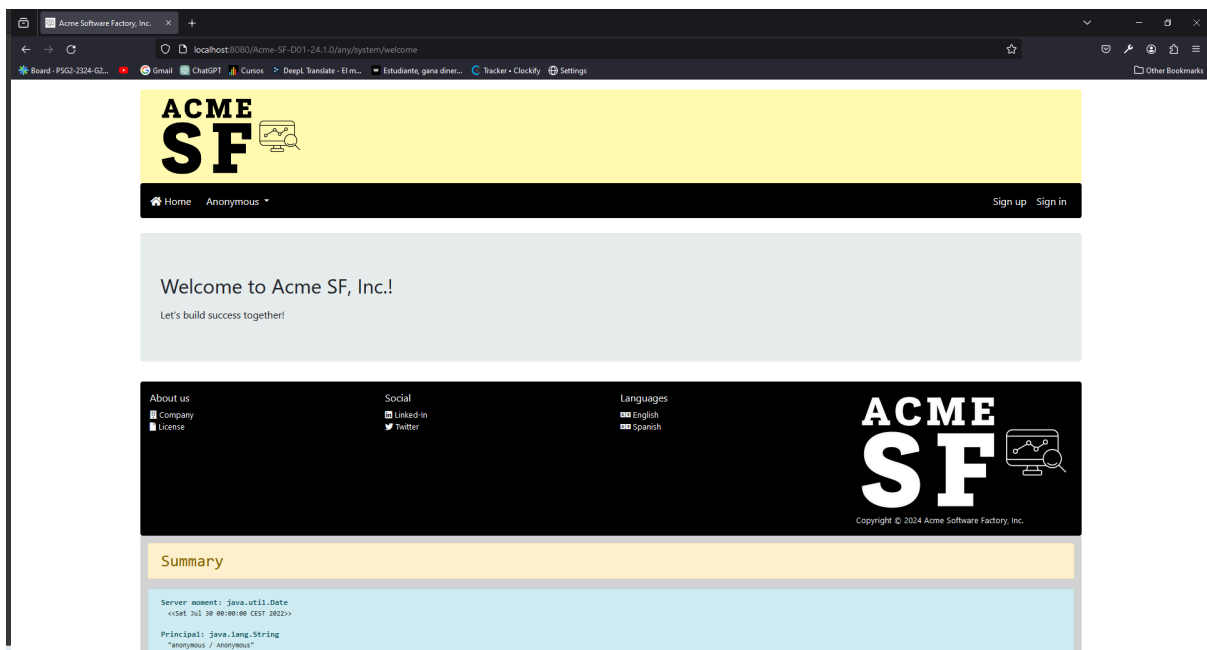 Acme Software Factory, Inc.
localhost:8080/Acme-SF-D01-24.1.0/any/system/welcome
Board - PSG2-2324-G2... Gmail ChatGPT Cursos DeepL Translate - El m... Estudiante, gana diner... Tracker • Clockify Settings Other Bookmarks
ACME
SF
Home Anonymous Sign up Sign in
Welcome to Acme SF, Inc.!
Let's build success together!
About us Social Languages
Company Linked-In English
License Twitter Spanish
ACME
SF
Copyright © 2024 Acme Software Factory, Inc.
Summary
Server moment: java.util.Date
<<Sat Jul 30 00:00:00 CEST 2022>>
Principal: java.lang.String
"anonymous / Anonymous"